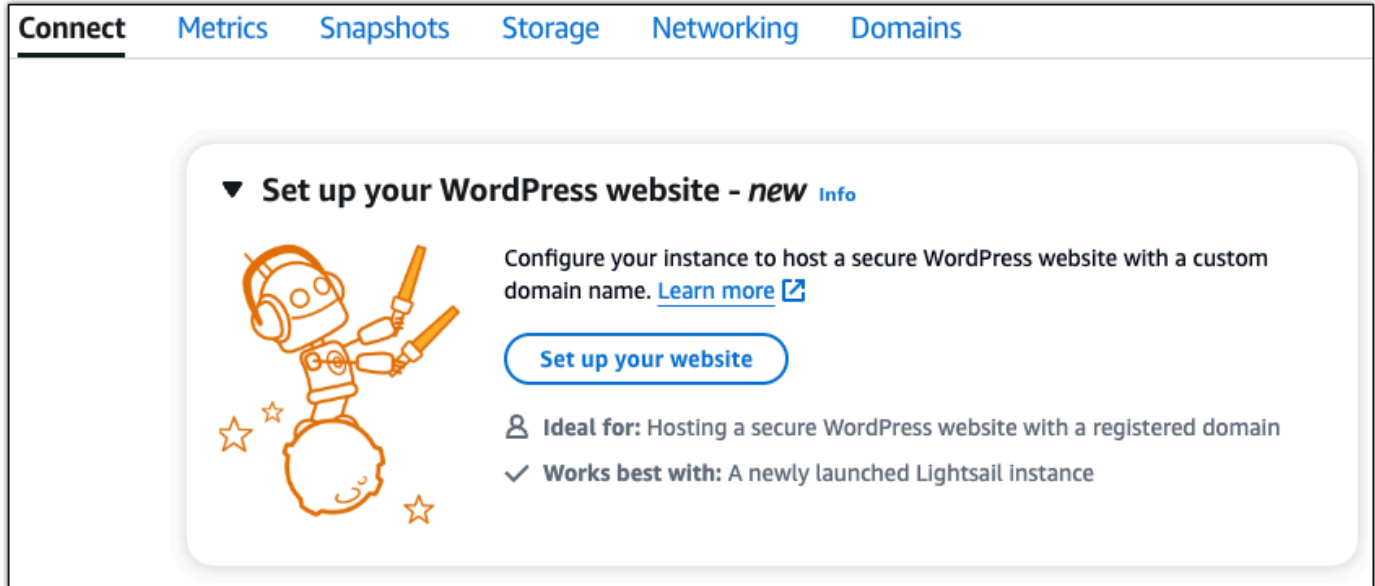 Connect Metrics Snapshots Storage Networking Domains
Set up your WordPress website - new Info
Configure your instance to host a secure WordPress website with a custom
domain name. Learn more
Set up your website
Ideal for: Hosting a secure WordPress website with a registered domain
Works best with: A newly launched Lightsail instance